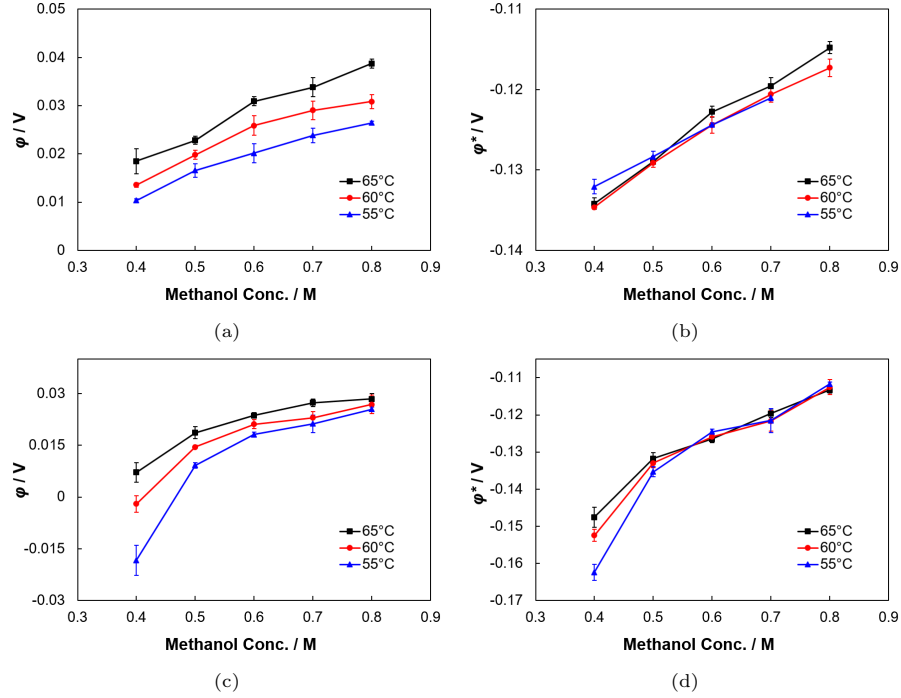 0.05
0.04
0.03
0.02
0.01
0
φ / V
65°C
60°C
55°C
0.3 0.4 0.5 0.6 0.7 0.8 0.9
Methanol Conc. / M
(a)
-0.11
-0.12
-0.13
-0.14
φ* / V
65°C
60°C
55°C
0.3 0.4 0.5 0.6 0.7 0.8 0.9
Methanol Conc. / M
(b)
0.03
0.015
0
-0.015
-0.03
φ / V
65°C
60°C
55°C
0.3 0.4 0.5 0.6 0.7 0.8 0.9
Methanol Conc. / M
(c)
-0.11
-0.12
-0.13
-0.14
-0.15
-0.16
-0.17
φ* / V
65°C
60°C
55°C
0.3 0.4 0.5 0.6 0.7 0.8 0.9
Methanol Conc. / M
(d)